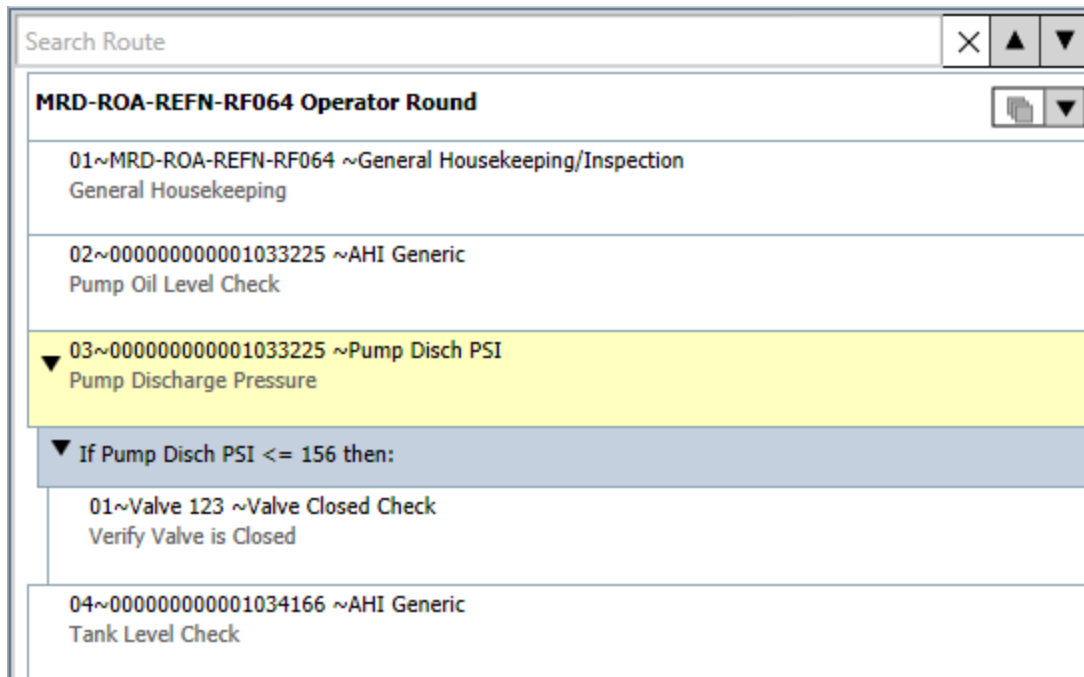 Search Route
MRD-ROA-REFN-RF064 Operator Round
01~MRD-ROA-REFN-RF064 ~General Housekeeping/Inspection
General Housekeeping
02~000000000001033225 ~AHI Generic
Pump Oil Level Check
03~000000000001033225 ~Pump Disch PSI
Pump Discharge Pressure
If Pump Disch PSI <= 156 then:
01~Valve 123 ~Valve Closed Check
Verify Valve is Closed
04~000000000001034166 ~AHI Generic
Tank Level Check